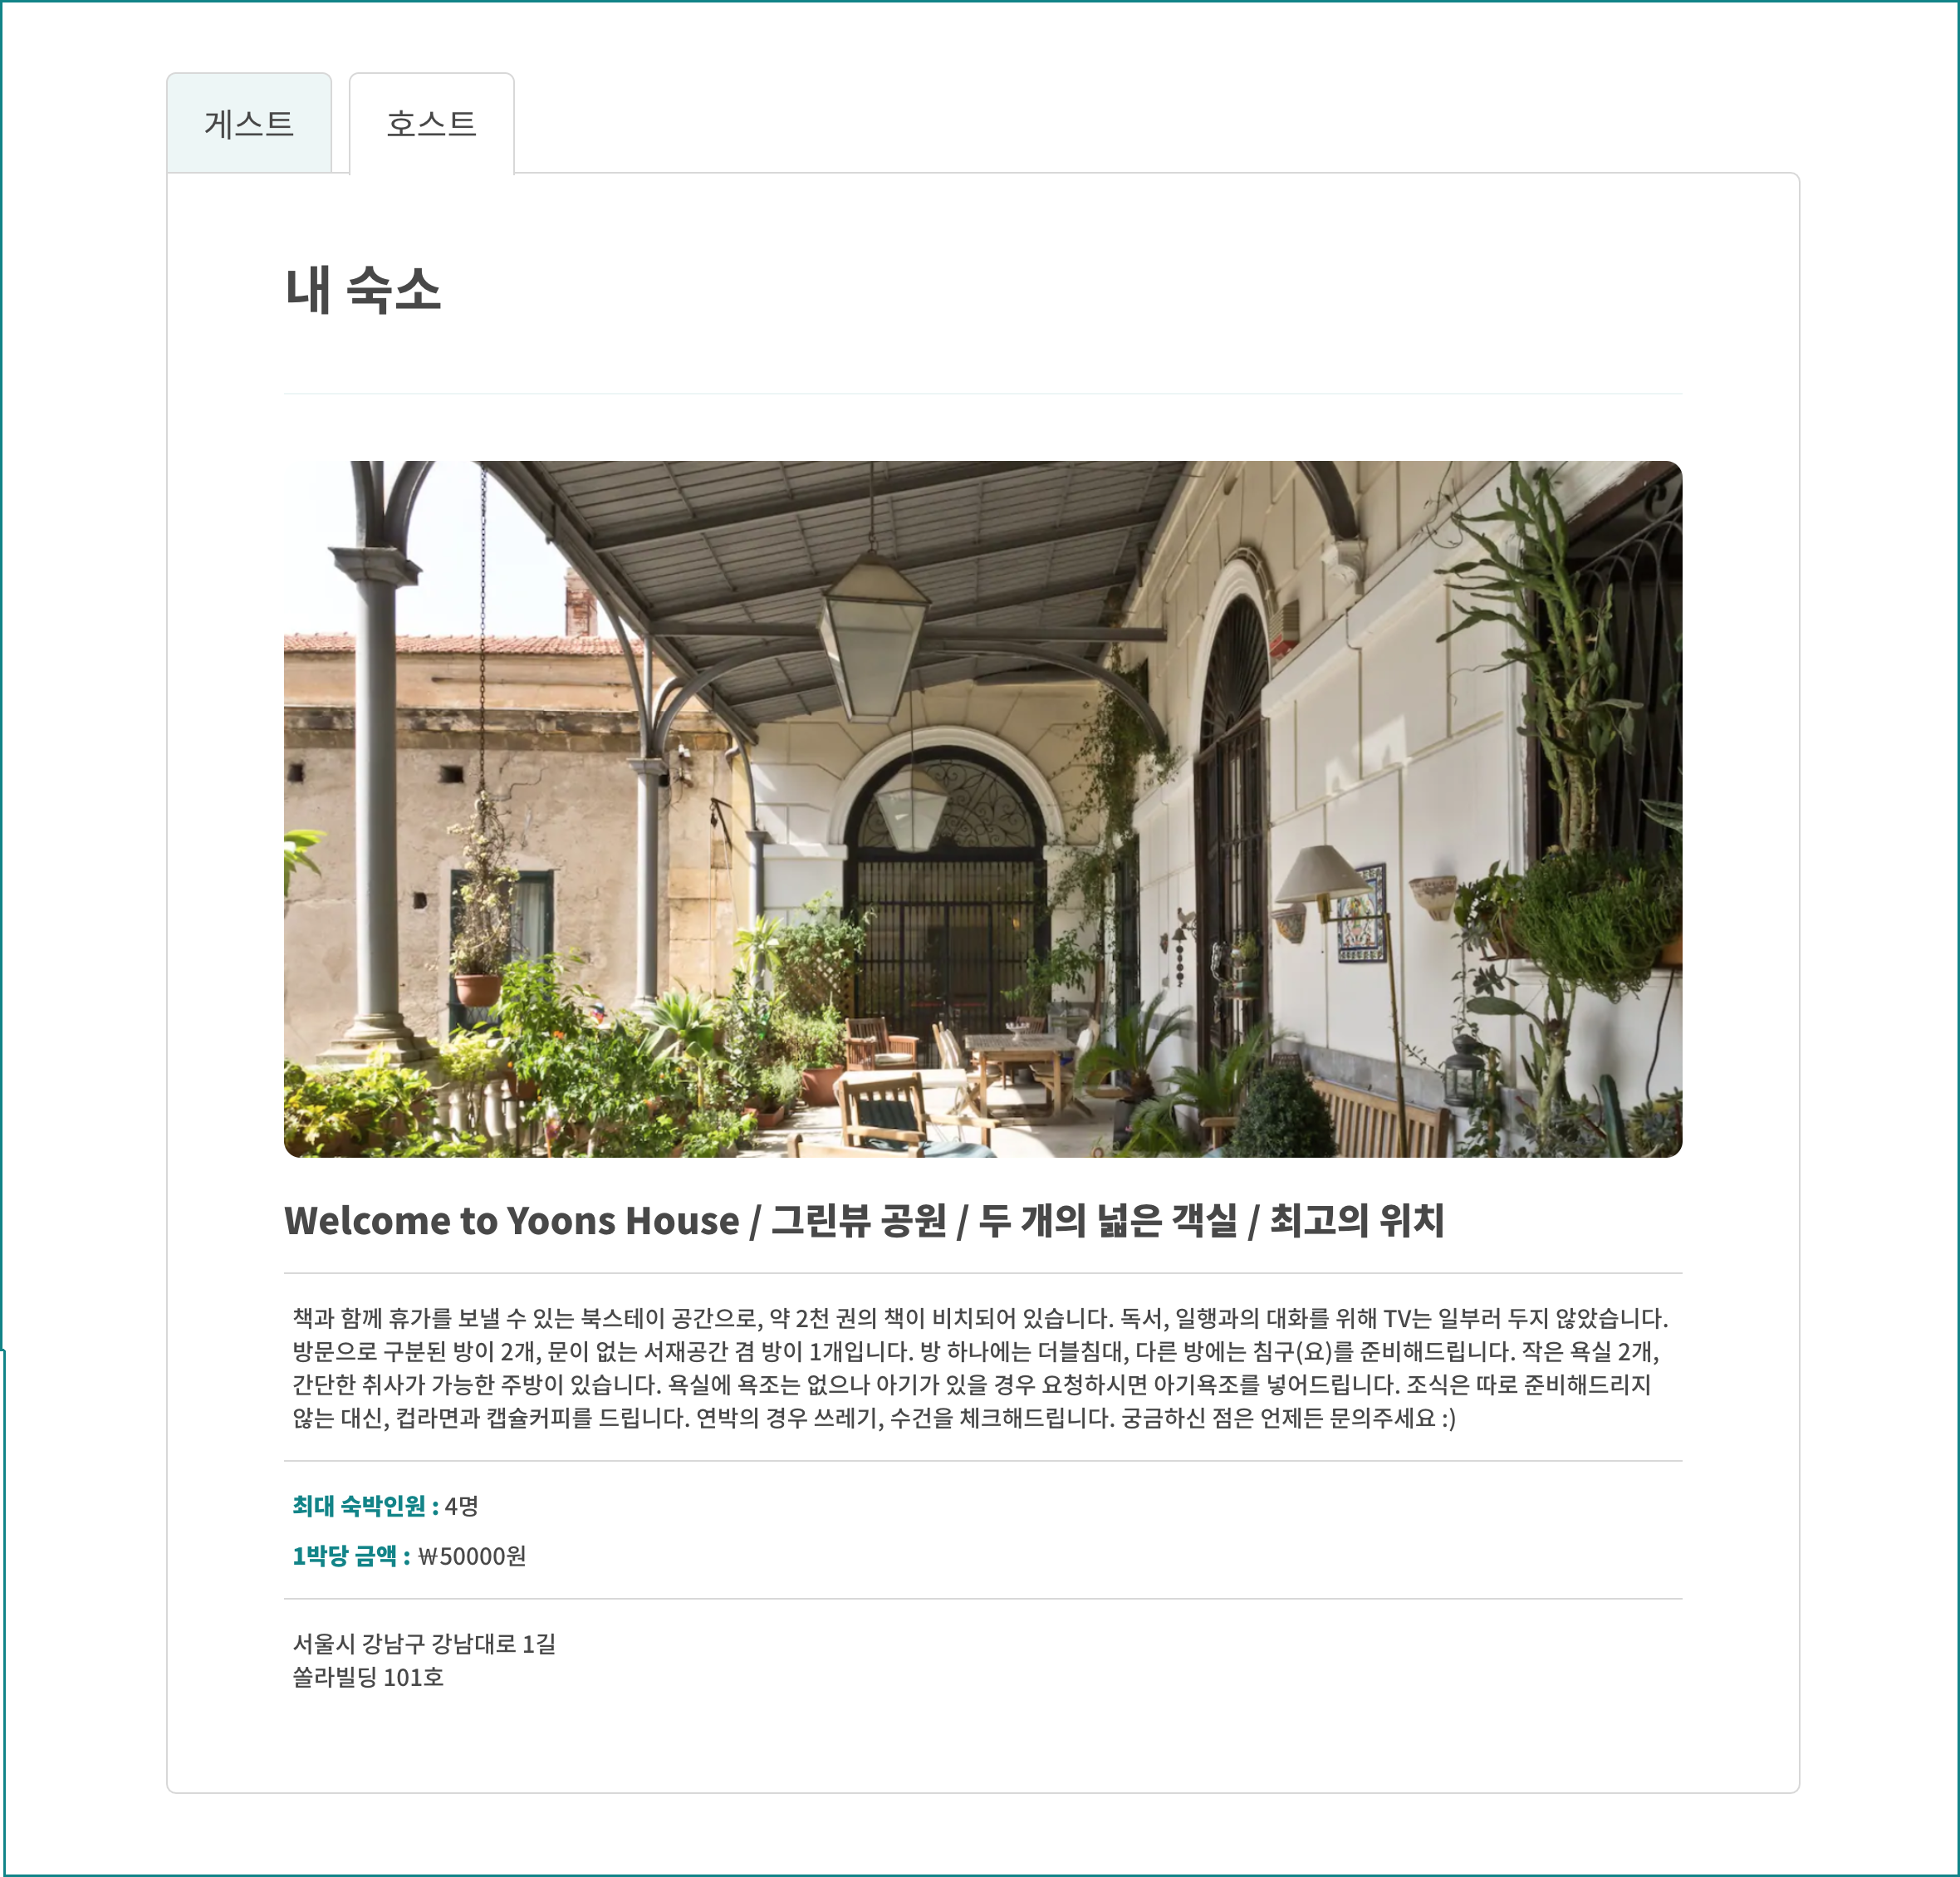 게스트
호스트
내 숙소
Welcome to Yoons House / 그린뷰 공원 / 두 개의 넓은 객실 / 최고의 위치
책과 함께 휴가를 보낼 수 있는 북스테이 공간으로, 약 2천 권의 책이 비치되어 있습니다. 독서, 일행과의 대화를 위해 TV는 일부러 두지 않았습니다.
방문으로 구분된 방이 2개, 문이 없는 서재공간 겸 방이 1개입니다. 방 하나에는 더블침대, 다른 방에는 침구(요)를 준비해드립니다. 작은 욕실 2개,
간단한 취사가 가능한 주방이 있습니다. 욕실에 욕조는 없으나 아기가 있을 경우 요청하시면 아기욕조를 넣어드립니다. 조식은 따로 준비해드리지
않는 대신, 컵라면과 캡슐커피를 드립니다. 연박의 경우 쓰레기, 수건을 체크해드립니다. 궁금하신 점은 언제든 문의주세요 :)
최대 숙박인원 : 4명
1박당 금액 : ₩50000원
서울시 강남구 강남대로 1길
쏠라빌딩 101호